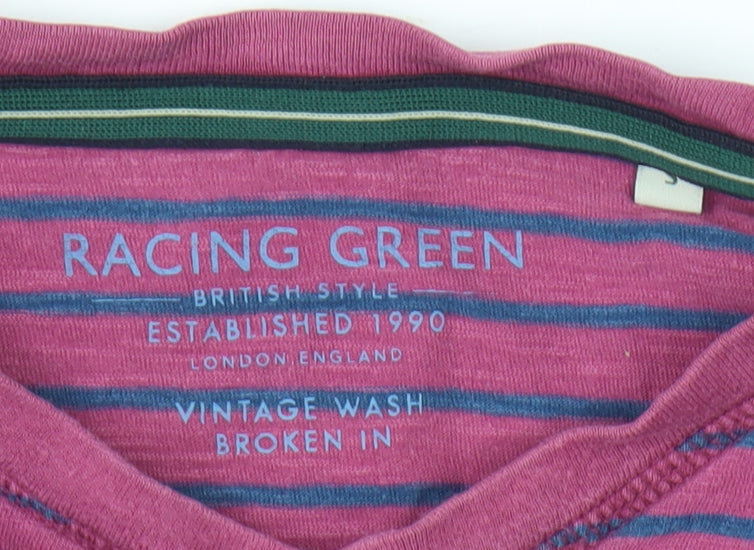 RACING GREEN
BRITISH STYLE
ESTABLISHED 1990
LONDON, ENGLAND
VINTAGE WASH
BROKEN IN